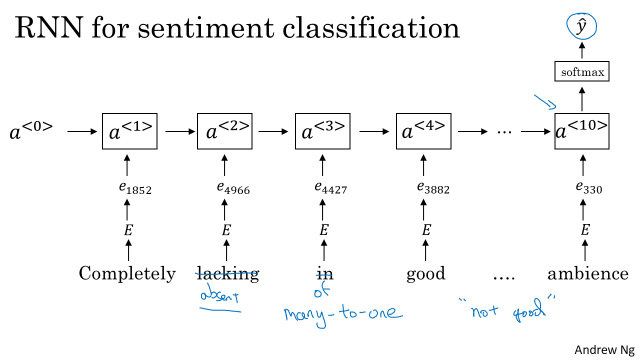 RNN for sentiment classification
ŷ
softmax
a<0> a<1> a<2> a<3> a<4> ... a<10>
e1852 e4966 e4427 e3882 e330
E E E E E
Completely lacking in good .... ambience
absent of
many-to-one "not good"
Andrew Ng